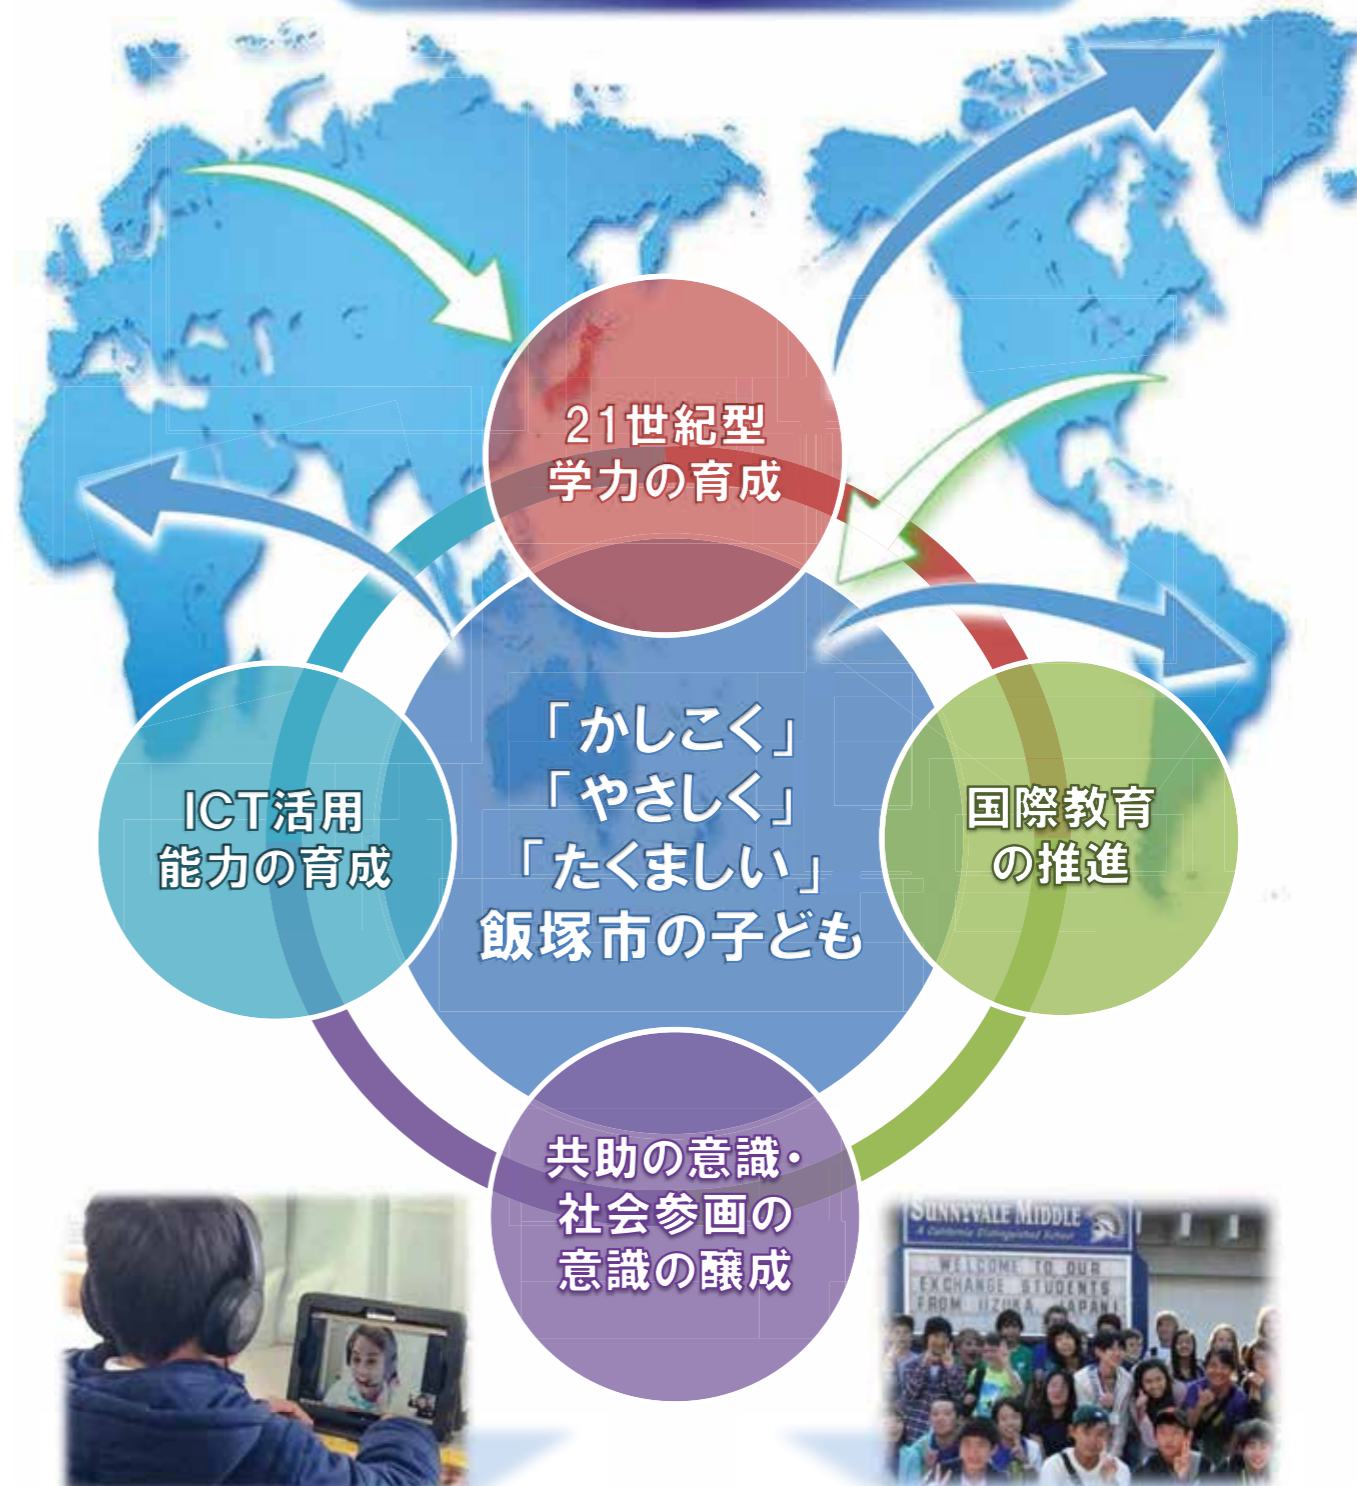 21世紀型
学力の育成
「かしこく」
「やさしく」
「たくましい」
飯塚市の子ども
ICT活用
能力の育成
国際教育
の推進
共助の意識・
社会参画の
意識の醸成
SUNNYVALE MIDDLE
A California Distinguished School
WELCOME TO OUR
EXCHANGE STUDENTS
FROM IIZUKA, JAPAN!